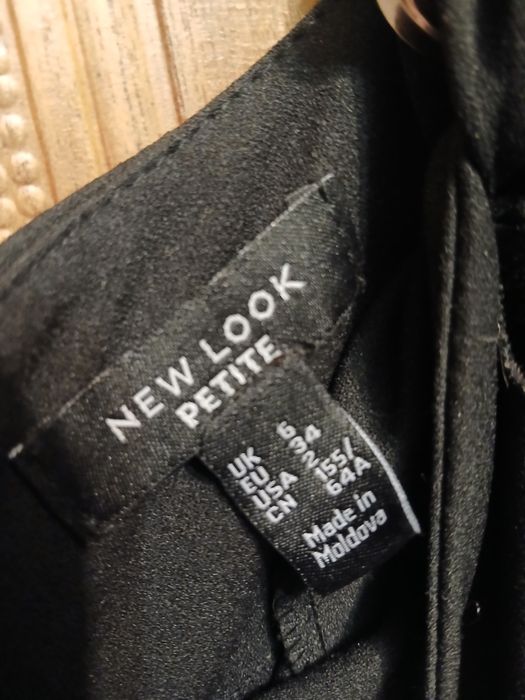 NEW LOOK
PETITE
UK 6
EU 34
USA 2
CN 155/
64A
Made in
Moldova